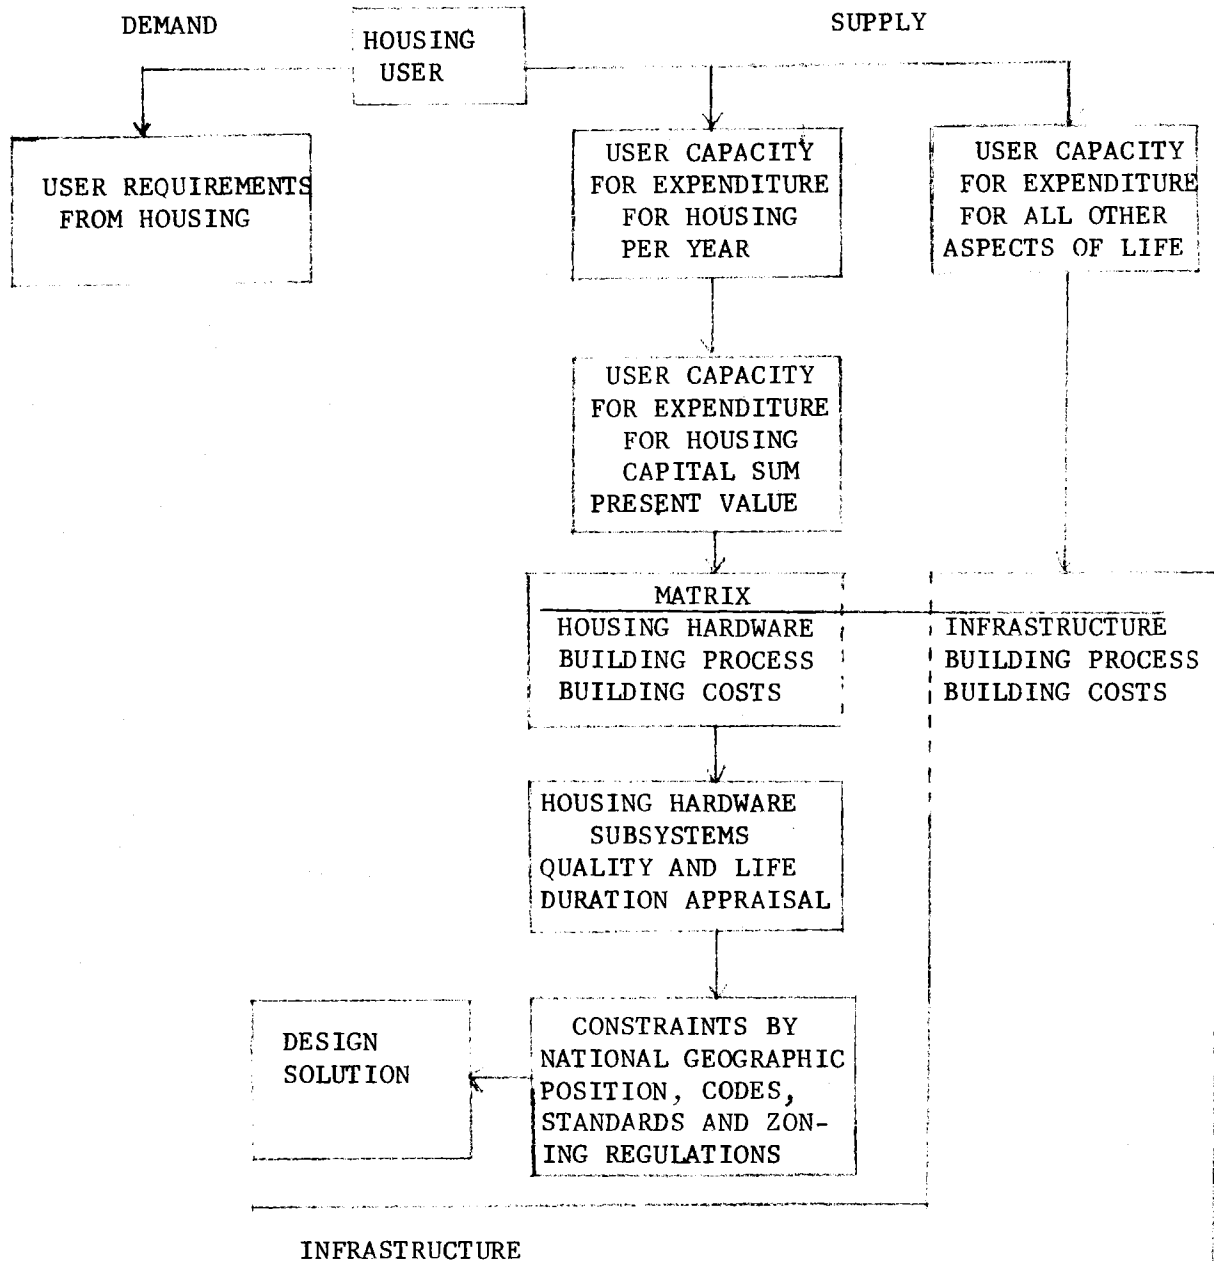 DEMAND
SUPPLY
HOUSING
USER
USER REQUIREMENTS
FROM HOUSING
USER CAPACITY
FOR EXPENDITURE
FOR HOUSING
PER YEAR
USER CAPACITY
FOR EXPENDITURE
FOR ALL OTHER
ASPECTS OF LIFE
USER CAPACITY
FOR EXPENDITURE
FOR HOUSING
CAPITAL SUM
PRESENT VALUE
MATRIX
HOUSING HARDWARE
BUILDING PROCESS
BUILDING COSTS
INFRASTRUCTURE
BUILDING PROCESS
BUILDING COSTS
HOUSING HARDWARE
SUBSYSTEMS
QUALITY AND LIFE
DURATION APPRAISAL
DESIGN
SOLUTION
CONSTRAINTS BY
NATIONAL GEOGRAPHIC
POSITION, CODES,
STANDARDS AND ZON-
ING REGULATIONS
INFRASTRUCTURE